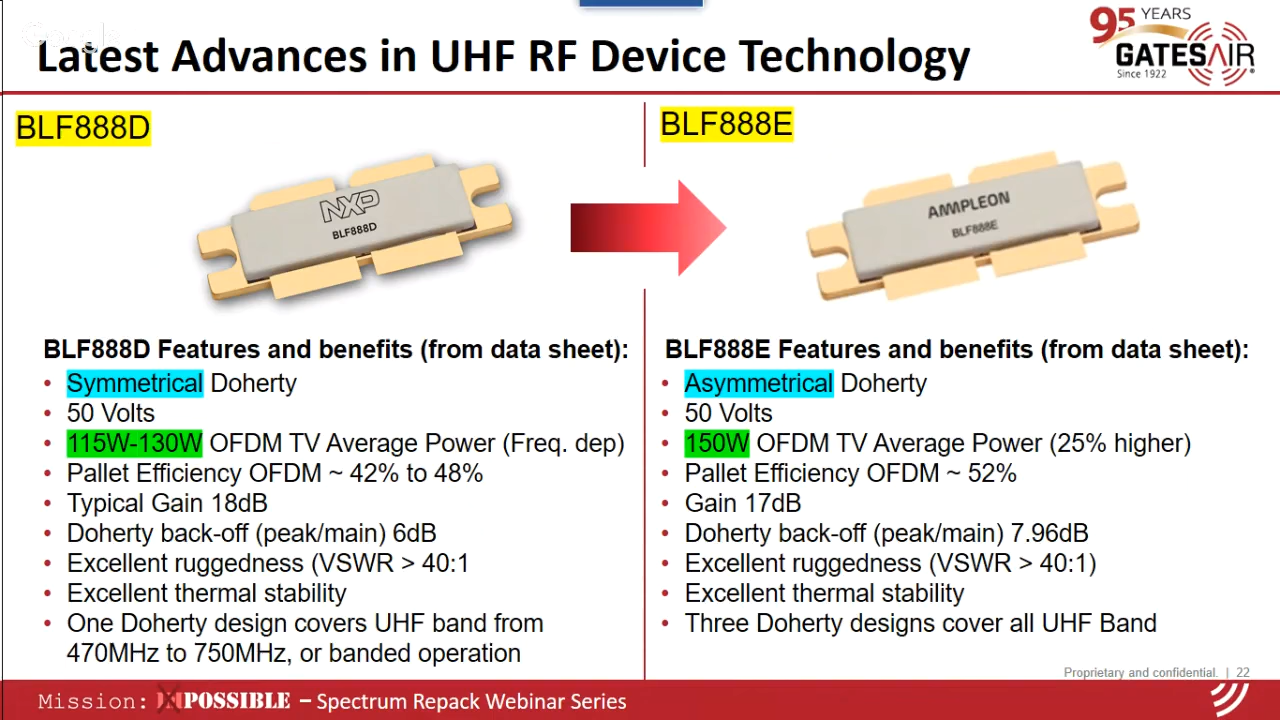 Google
Latest Advances in UHF RF Device Technology
95 YEARS
GATESAIR
Since 1922
BLF888D
NXP
BLF888D
BLF888D Features and benefits (from data sheet):
• Symmetrical Doherty
• 50 Volts
• 115W-130W OFDM TV Average Power (Freq. dep)
• Pallet Efficiency OFDM ~ 42% to 48%
• Typical Gain 18dB
• Doherty back-off (peak/main) 6dB
• Excellent ruggedness (VSWR > 40:1
• Excellent thermal stability
• One Doherty design covers UHF band from
470MHz to 750MHz, or banded operation
BLF888E
AMPLEON
BLF888E
BLF888E Features and benefits (from data sheet):
• Asymmetrical Doherty
• 50 Volts
• 150W OFDM TV Average Power (25% higher)
• Pallet Efficiency OFDM ~ 52%
• Gain 17dB
• Doherty back-off (peak/main) 7.96dB
• Excellent ruggedness (VSWR > 40:1)
• Excellent thermal stability
• Three Doherty designs cover all UHF Band
Proprietary and confidential. | 22
Mission: IMPOSSIBLE – Spectrum Repack Webinar Series